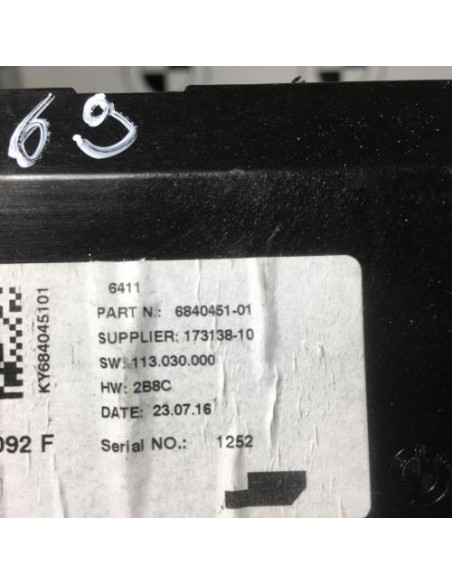 69
6411
PART N.: 6840451-01
SUPPLIER: 173138-10
SW: 113.030.000
HW: 2B8C
DATE: 23.07.16
Serial NO.: 1252
KY684045101
092 F